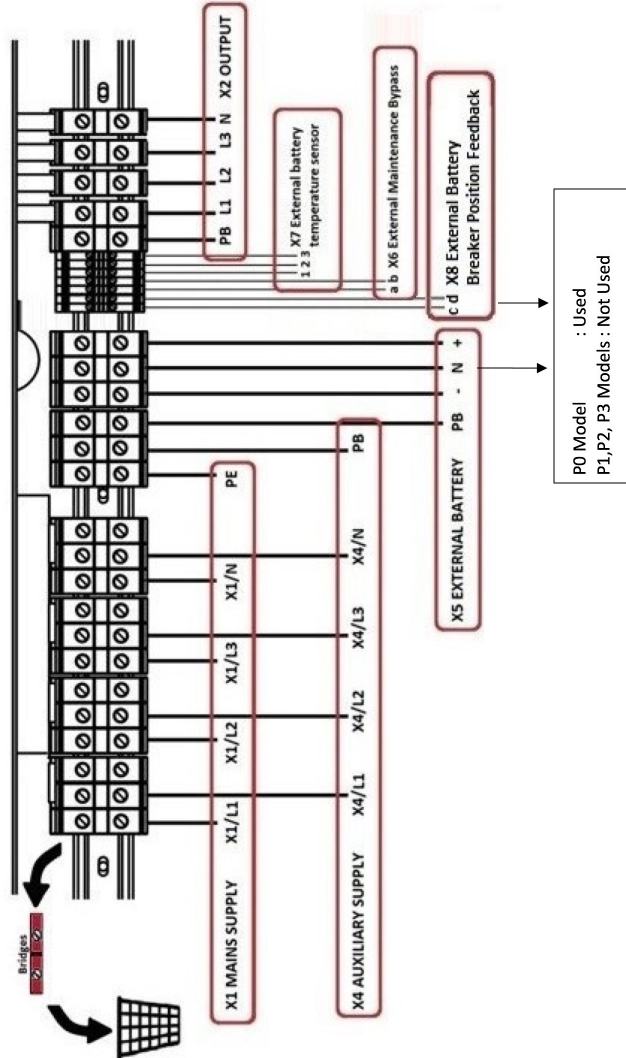 Bridges
X1 MAINS SUPPLY X1/L1 X1/L2 X1/L3 X1/N PE
X4 AUXILIARY SUPPLY X4/L1 X4/L2 X4/L3 X4/N PB
X5 EXTERNAL BATTERY PB - N +
c d X8 External Battery
Breaker Position Feedback
a b X6 External Maintenance Bypass
X7 External battery
1 2 3 temperature sensor
PB L1 L2 L3 N X2 OUTPUT
P0 Model : Used
P1,P2, P3 Models : Not Used